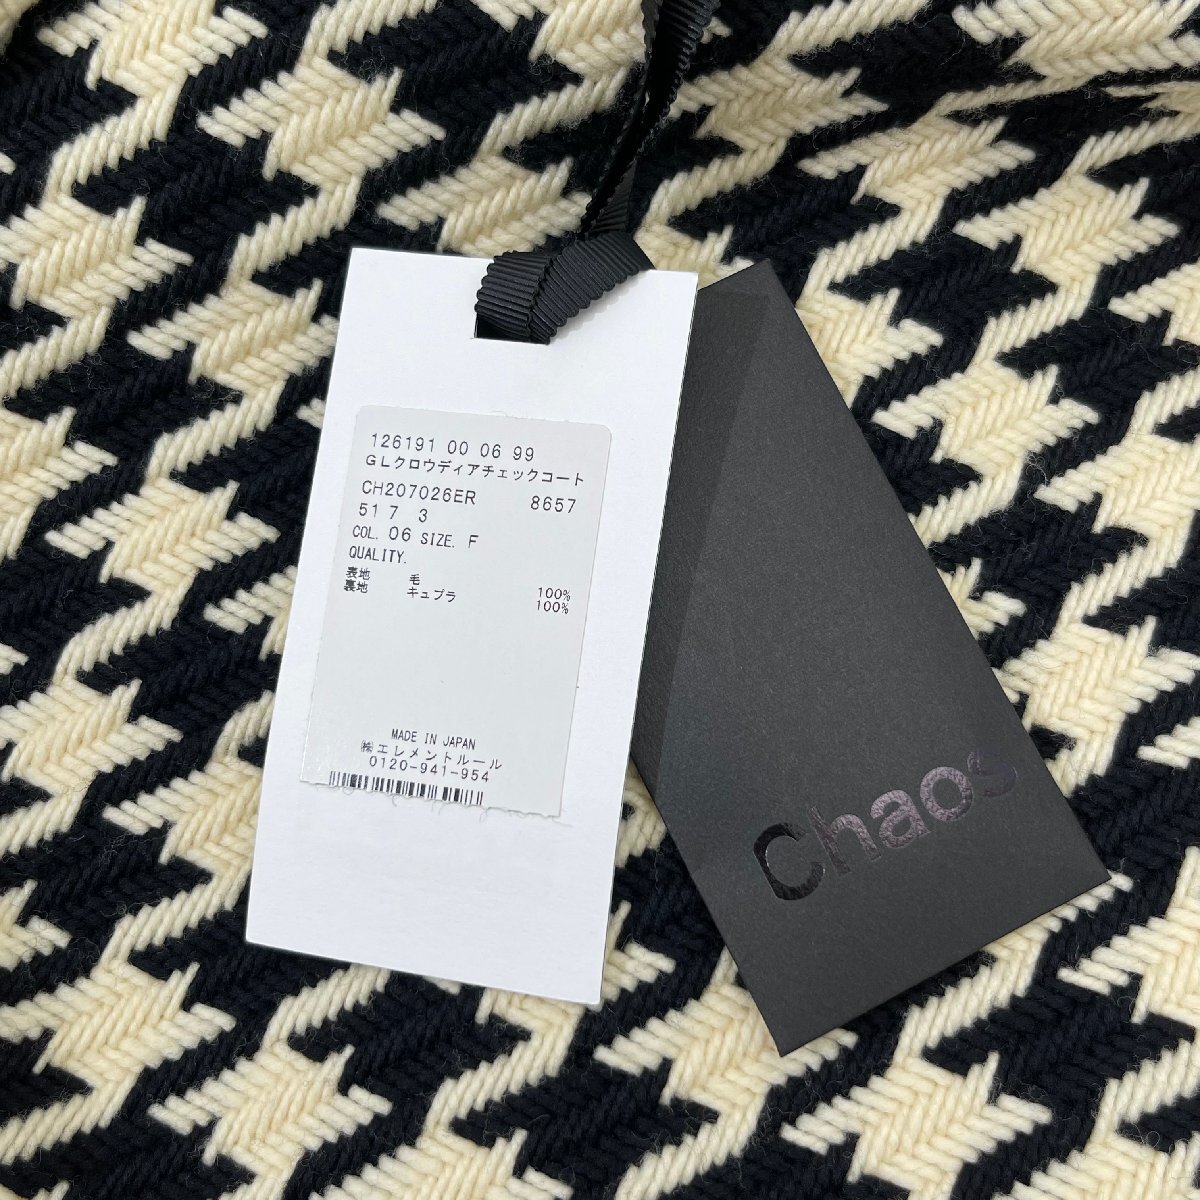 126191 00 06 99
GLクロウディアチェックコート
CH207026ER 8657
51 7 3
COL. 06 SIZE. F
QUALITY.
表地 毛 100%
裏地 キュプラ 100%
MADE IN JAPAN
㈱エレメントルール
0120-941-954
Chaos